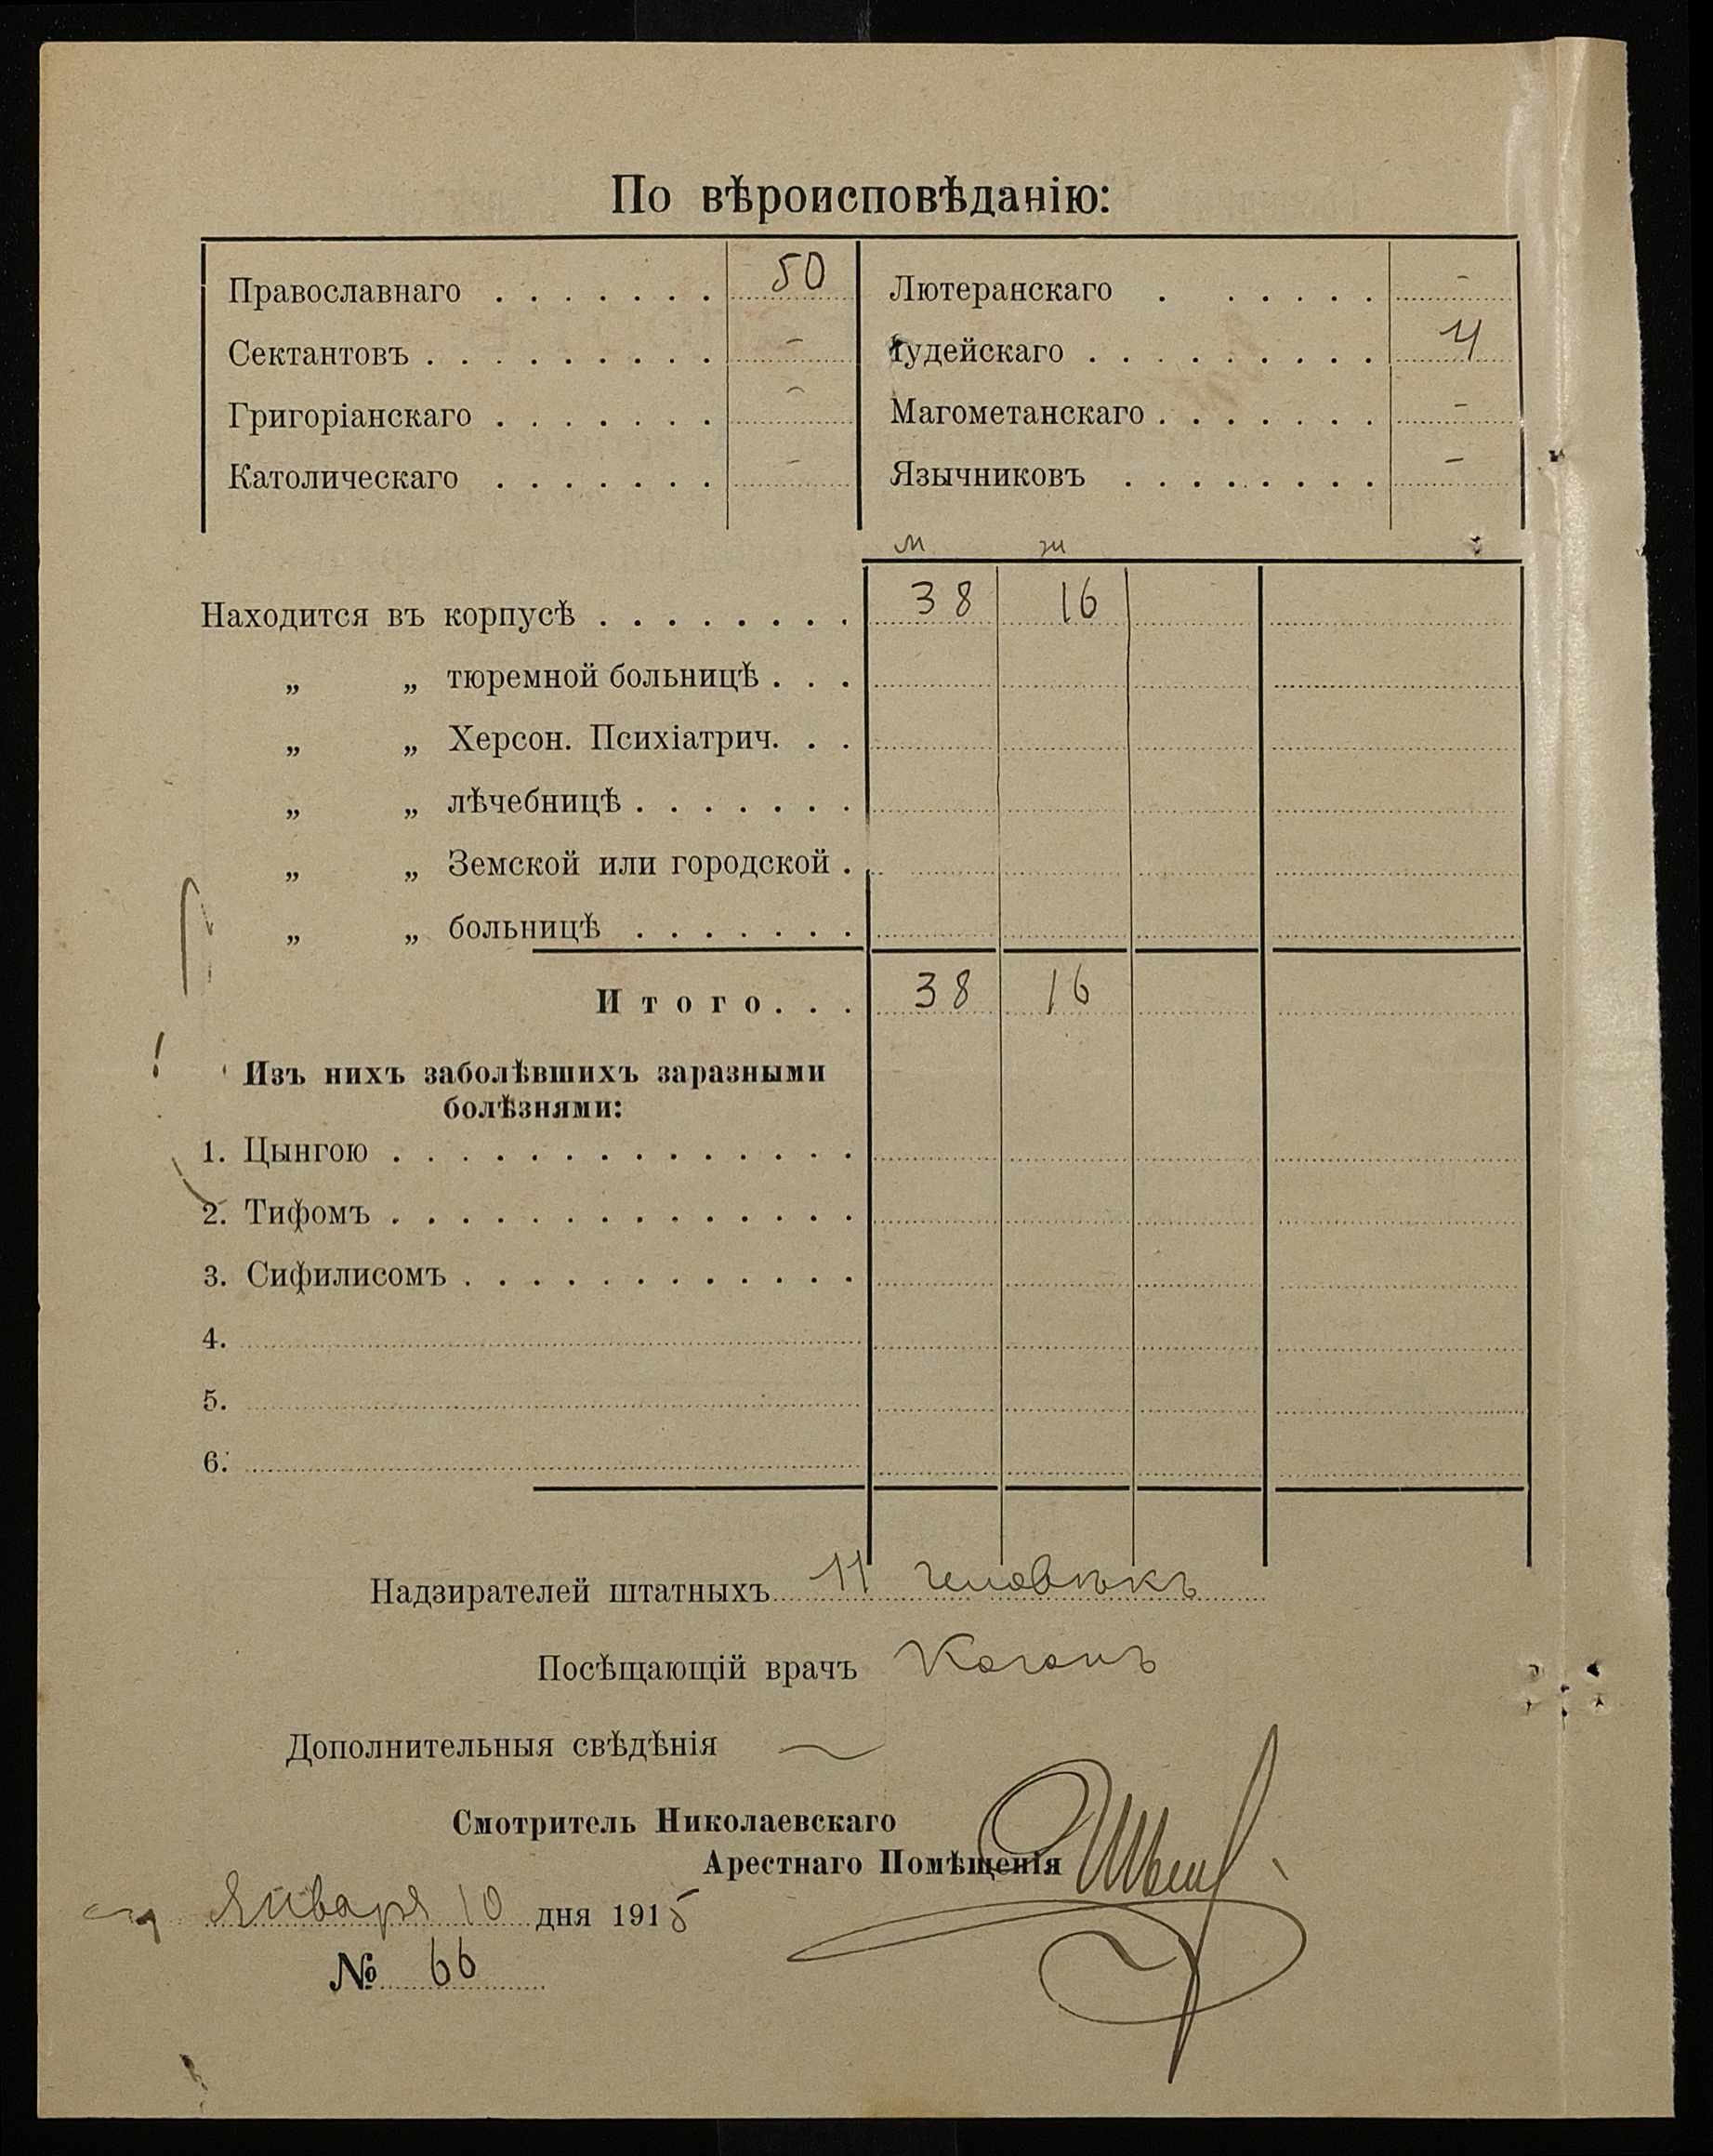 По вѣроисповѣданію:
Православнаго . . . . . . . 50 Лютеранскаго . . . . . . -
Сектантовъ . . . . . . . . . - Іудейскаго . . . . . . . . . 4
Григоріанскаго . . . . . . . - Магометанскаго . . . . . . . -
Католическаго . . . . . . . - Язычниковъ . . . . . . . . -
м ж
Находится въ корпусѣ . . . . . . . . 38 16
„ „ тюремной больницѣ . . .
„ „ Херсон. Психіатрич. . .
„ „ лѣчебницѣ . . . . . . .
„ „ Земской или городской .
„ „ больницѣ . . . . . . .
Итого. . . 38 16
Изъ нихъ заболѣвшихъ заразными
болѣзнями:
1. Цынгою . . . . . . . . . . . . . .
2. Тифомъ . . . . . . . . . . . . . .
3. Сифилисомъ . . . . . . . . . . . .
4.
5.
6.
Надзирателей штатныхъ 11 человѣкъ
Посѣщающій врачъ Коганъ
Дополнительныя свѣдѣнія —
Смотритель Николаевскаго
Арестнаго Помѣщенія
Января 10 дня 1915
№ 66